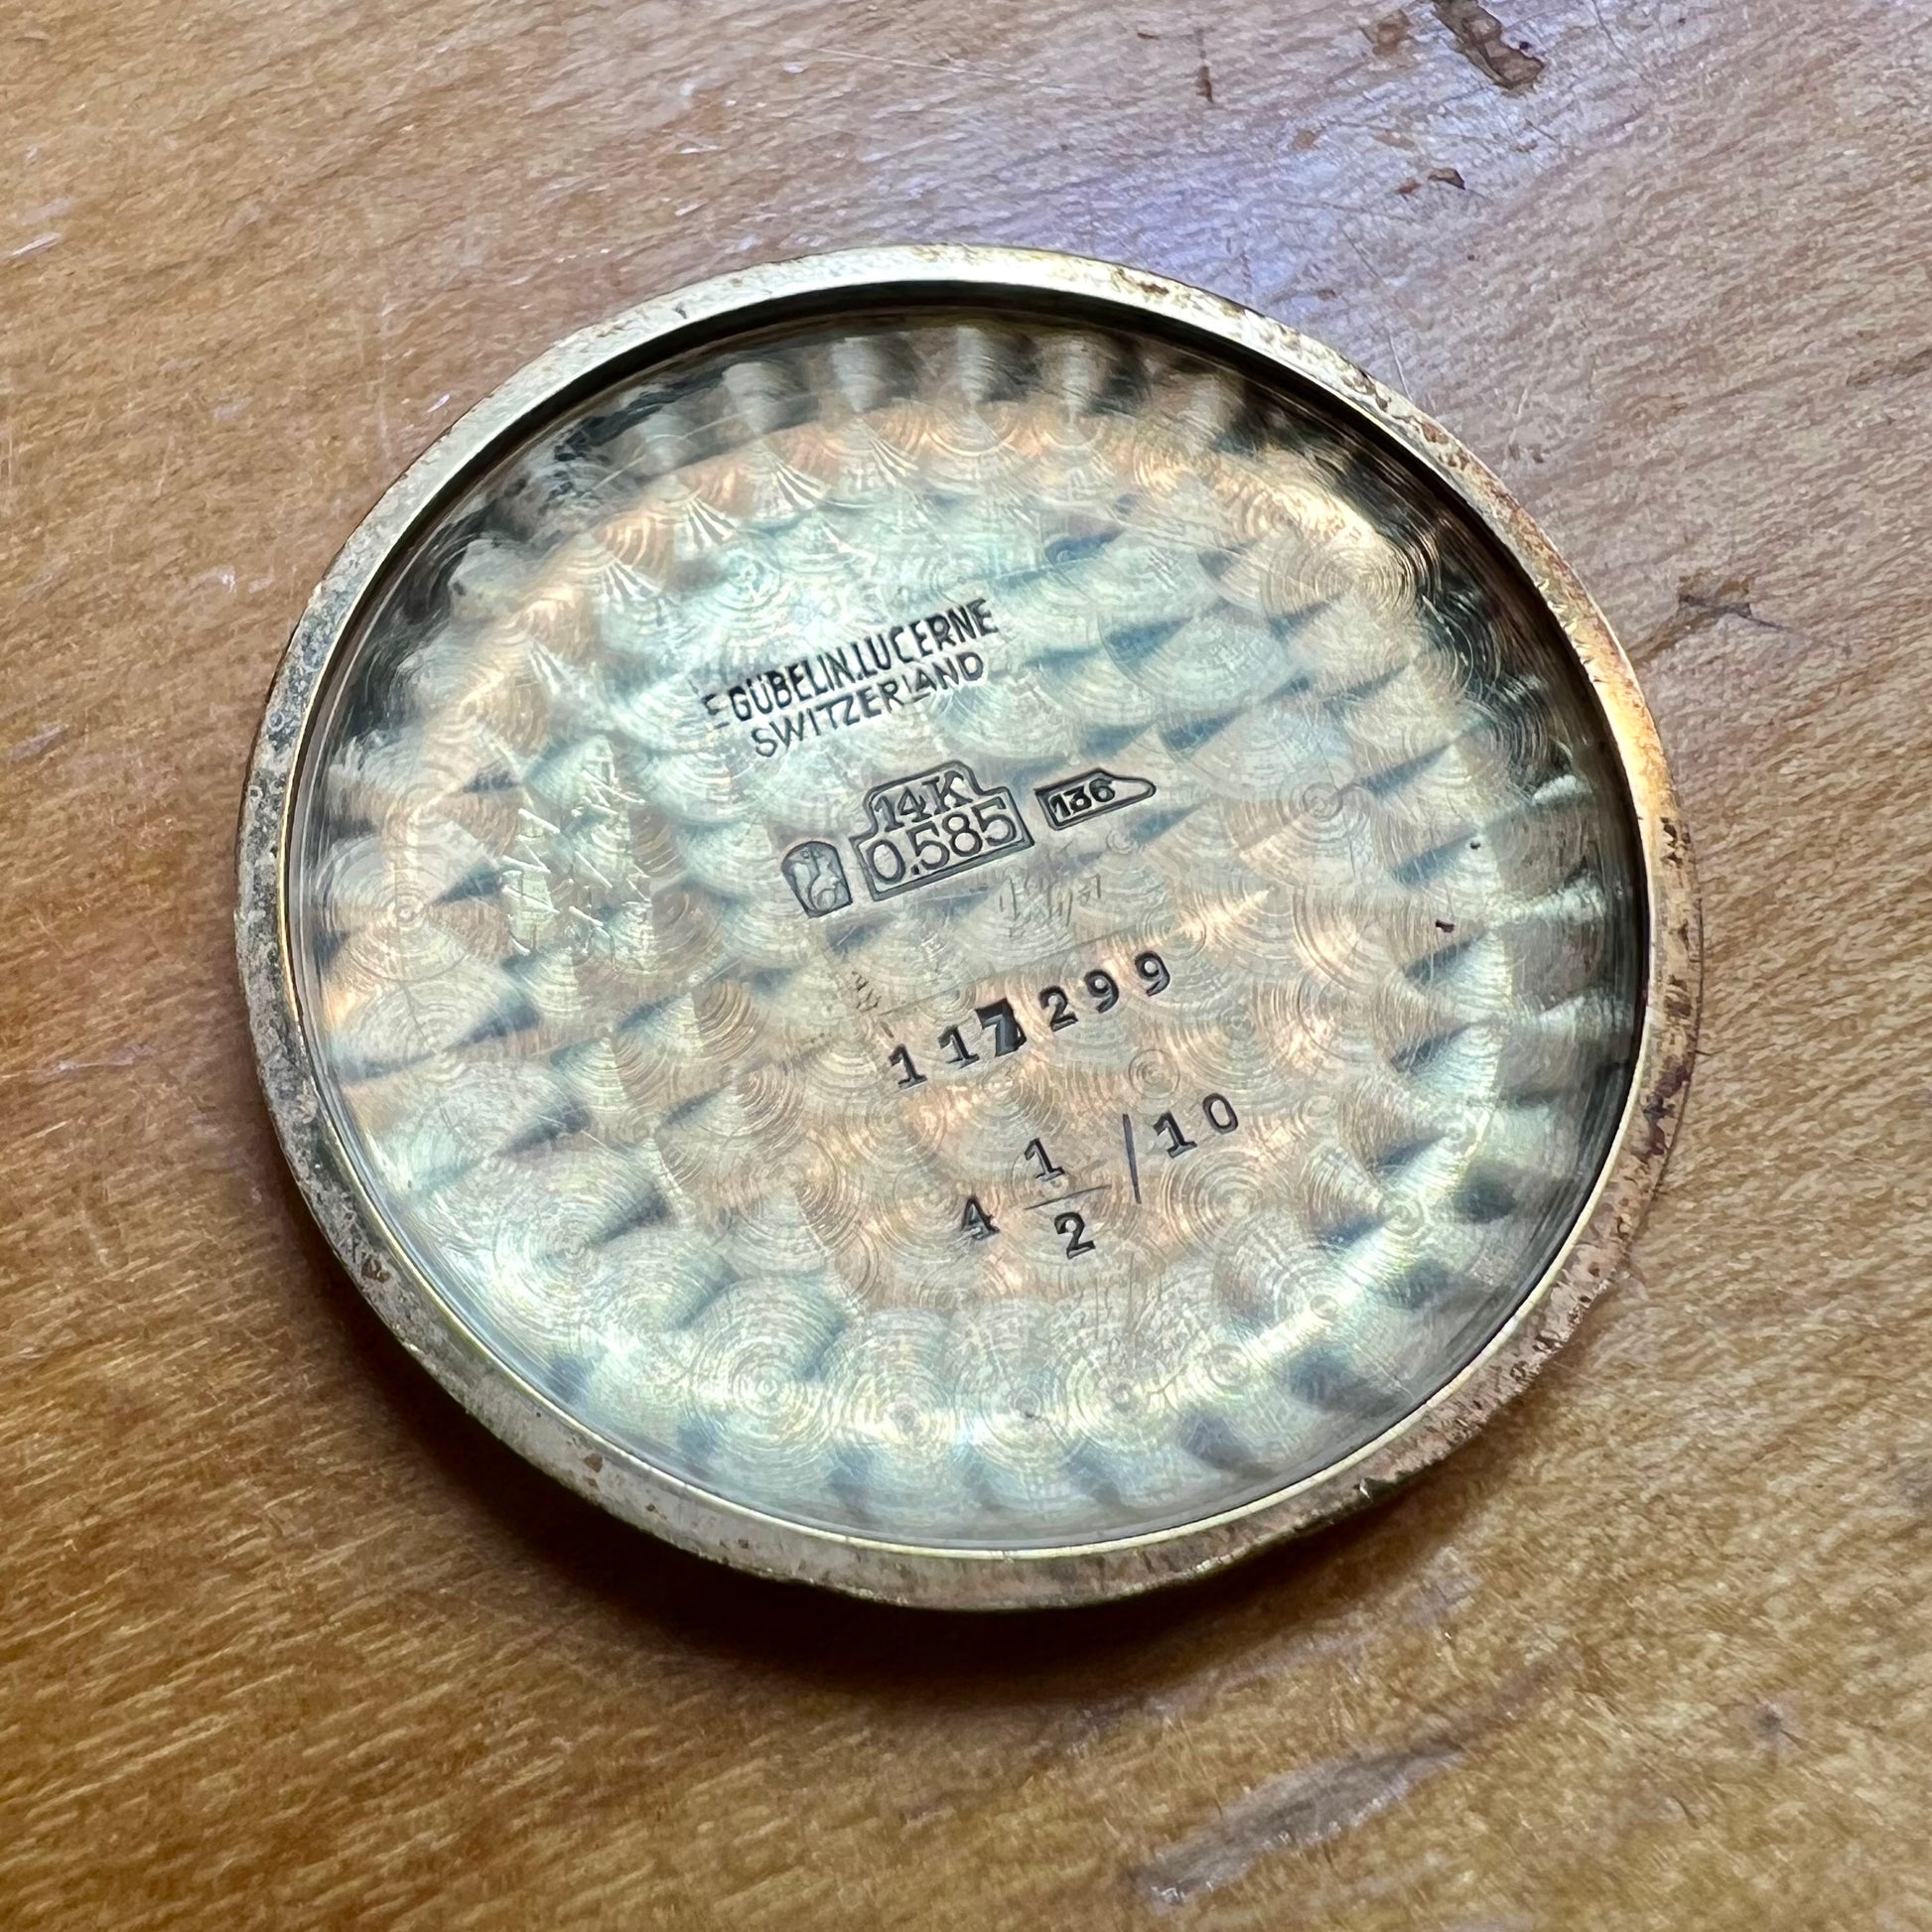 E GÜBELIN.LUCERNE
SWITZERLAND
14K
0.585
136
117299
4 1/2 /10